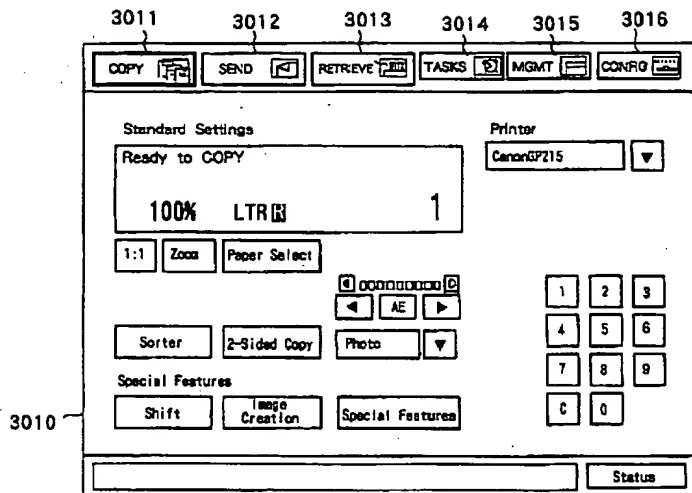 3011 3012 3013 3014 3015 3016
COPY SEND RETRIEVE TASKS MGMT CONFIG
Standard Settings Printer
Ready to COPY CanonGP215
100% LTR R 1
1:1 Zoom Paper Select
AE
1 2 3
Sorter 2-Sided Copy Photo 4 5 6
7 8 9
Special Features
3010 Shift Image Creation Special Features C 0
Status